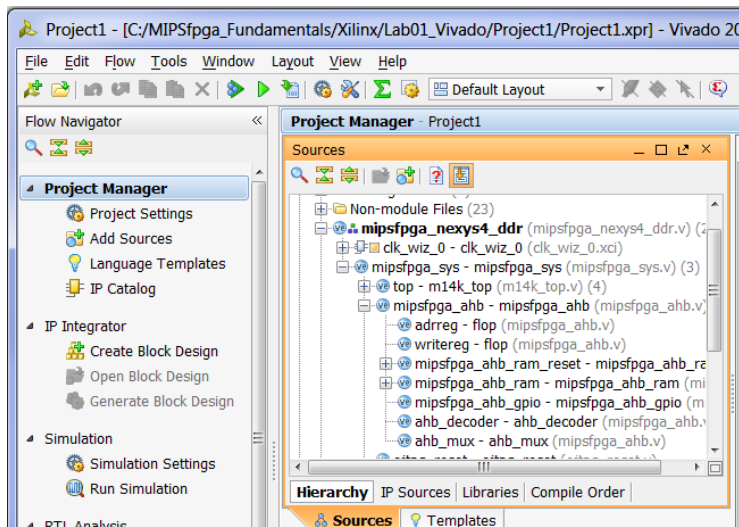 Project1 - [C:/MIPSfpga_Fundamentals/Xilinx/Lab01_Vivado/Project1/Project1.xpr] - Vivado 20
File Edit Flow Tools Window Layout View Help
Default Layout
Flow Navigator
Project Manager - Project1
Sources
Project Manager
Project Settings
Add Sources
Language Templates
IP Catalog
IP Integrator
Create Block Design
Open Block Design
Generate Block Design
Simulation
Simulation Settings
Run Simulation
Non-module Files (23)
mipsfpga_nexys4_ddr (mipsfpga_nexys4_ddr.v) (2
clk_wiz_0 - clk_wiz_0 (clk_wiz_0.xci)
mipsfpga_sys - mipsfpga_sys (mipsfpga_sys.v) (3)
top - m14k_top (m14k_top.v) (4)
mipsfpga_ahb - mipsfpga_ahb (mipsfpga_ahb.v)
adrreg - flop (mipsfpga_ahb.v)
writereg - flop (mipsfpga_ahb.v)
mipsfpga_ahb_ram_reset - mipsfpga_ahb_ra
mipsfpga_ahb_ram - mipsfpga_ahb_ram (mi
mipsfpga_ahb_gpio - mipsfpga_ahb_gpio (m
ahb_decoder - ahb_decoder (mipsfpga_ahb.v
ahb_mux - ahb_mux (mipsfpga_ahb.v)
Hierarchy IP Sources Libraries Compile Order
Sources Templates